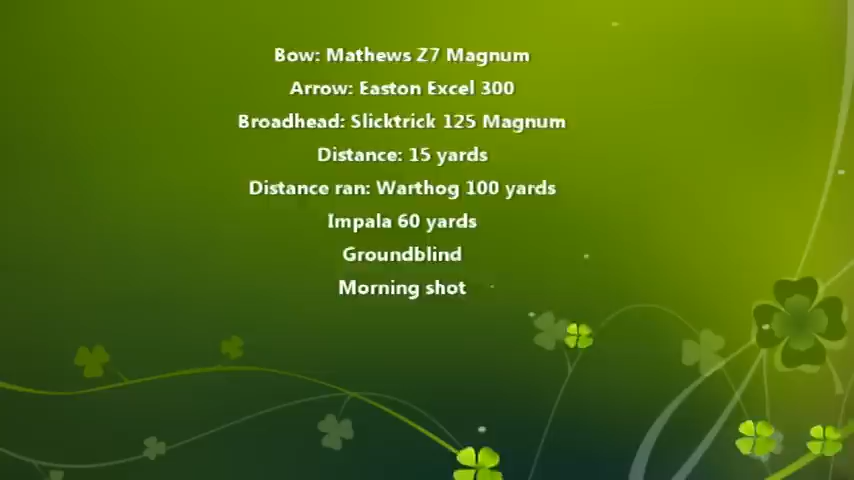 Bow: Mathews Z7 Magnum
Arrow: Easton Excel 300
Broadhead: Slicktrick 125 Magnum
Distance: 15 yards
Distance ran: Warthog 100 yards
Impala 60 yards
Groundblind
Morning shot